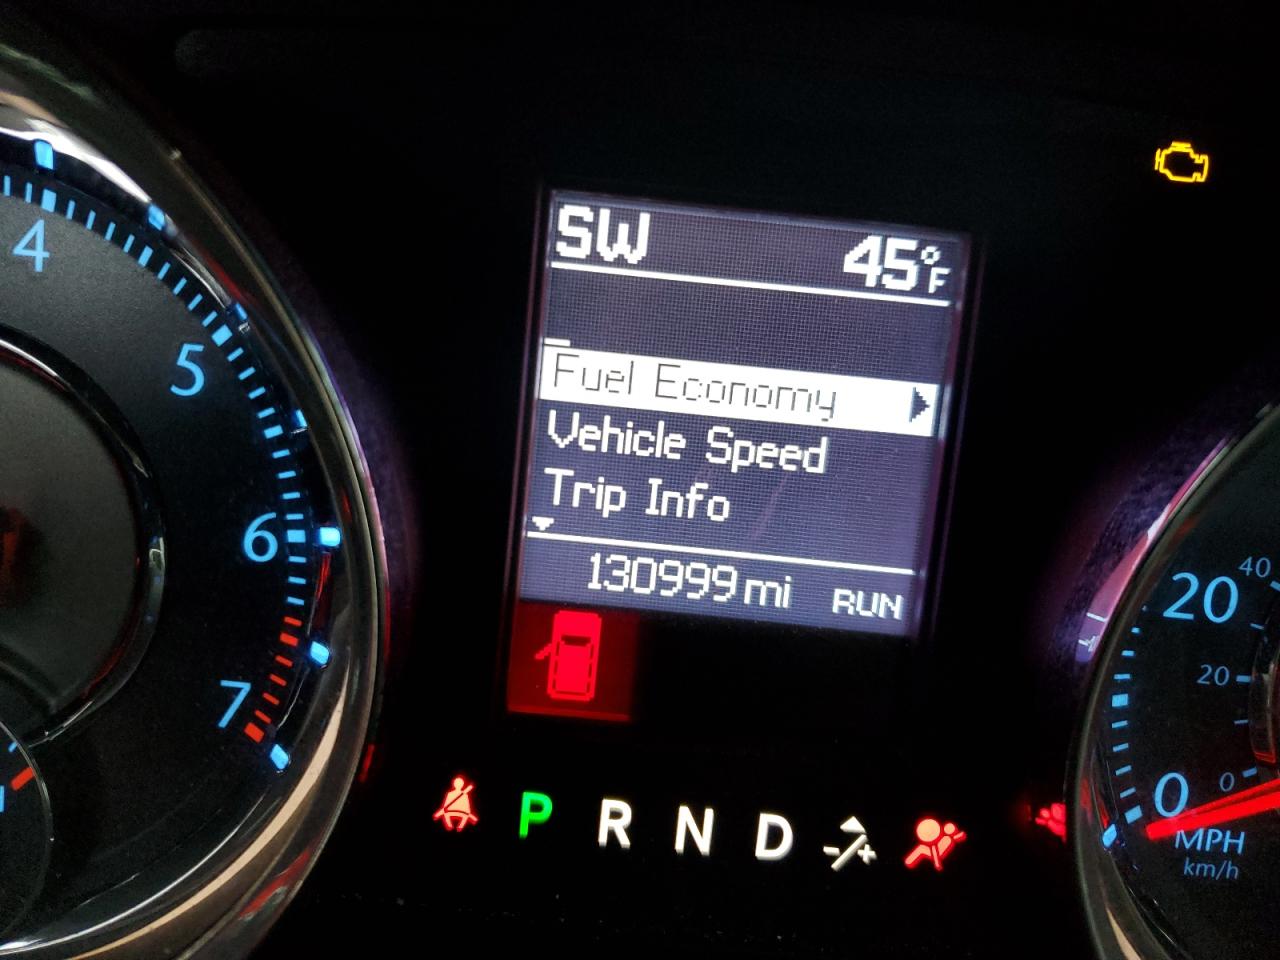 SW 45°F
Fuel Economy
Vehicle Speed
Trip Info
130999 mi RUN
P R N D - +
4
5
6
7
20
0
MPH
km/h
40
20
0